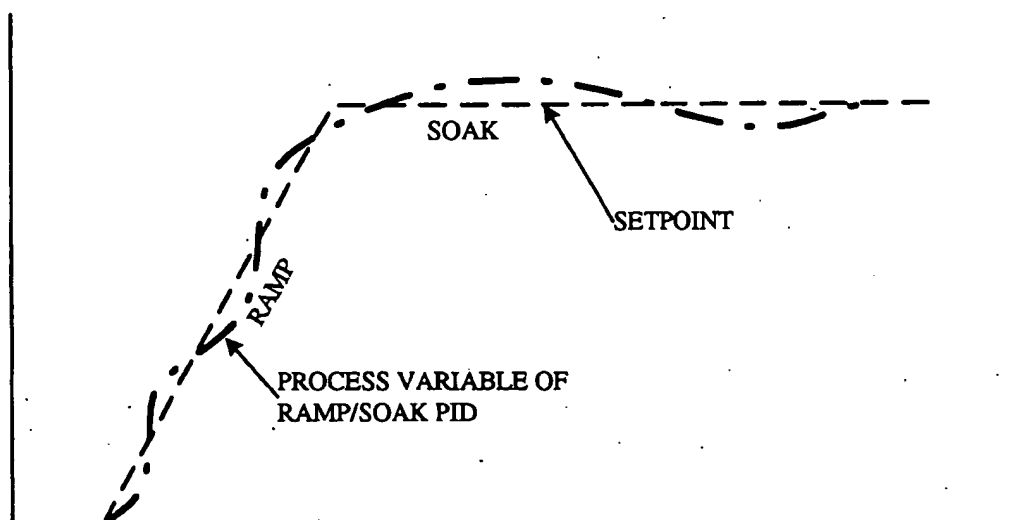 SOAK
SETPOINT
RAMP
PROCESS VARIABLE OF
RAMP/SOAK PID